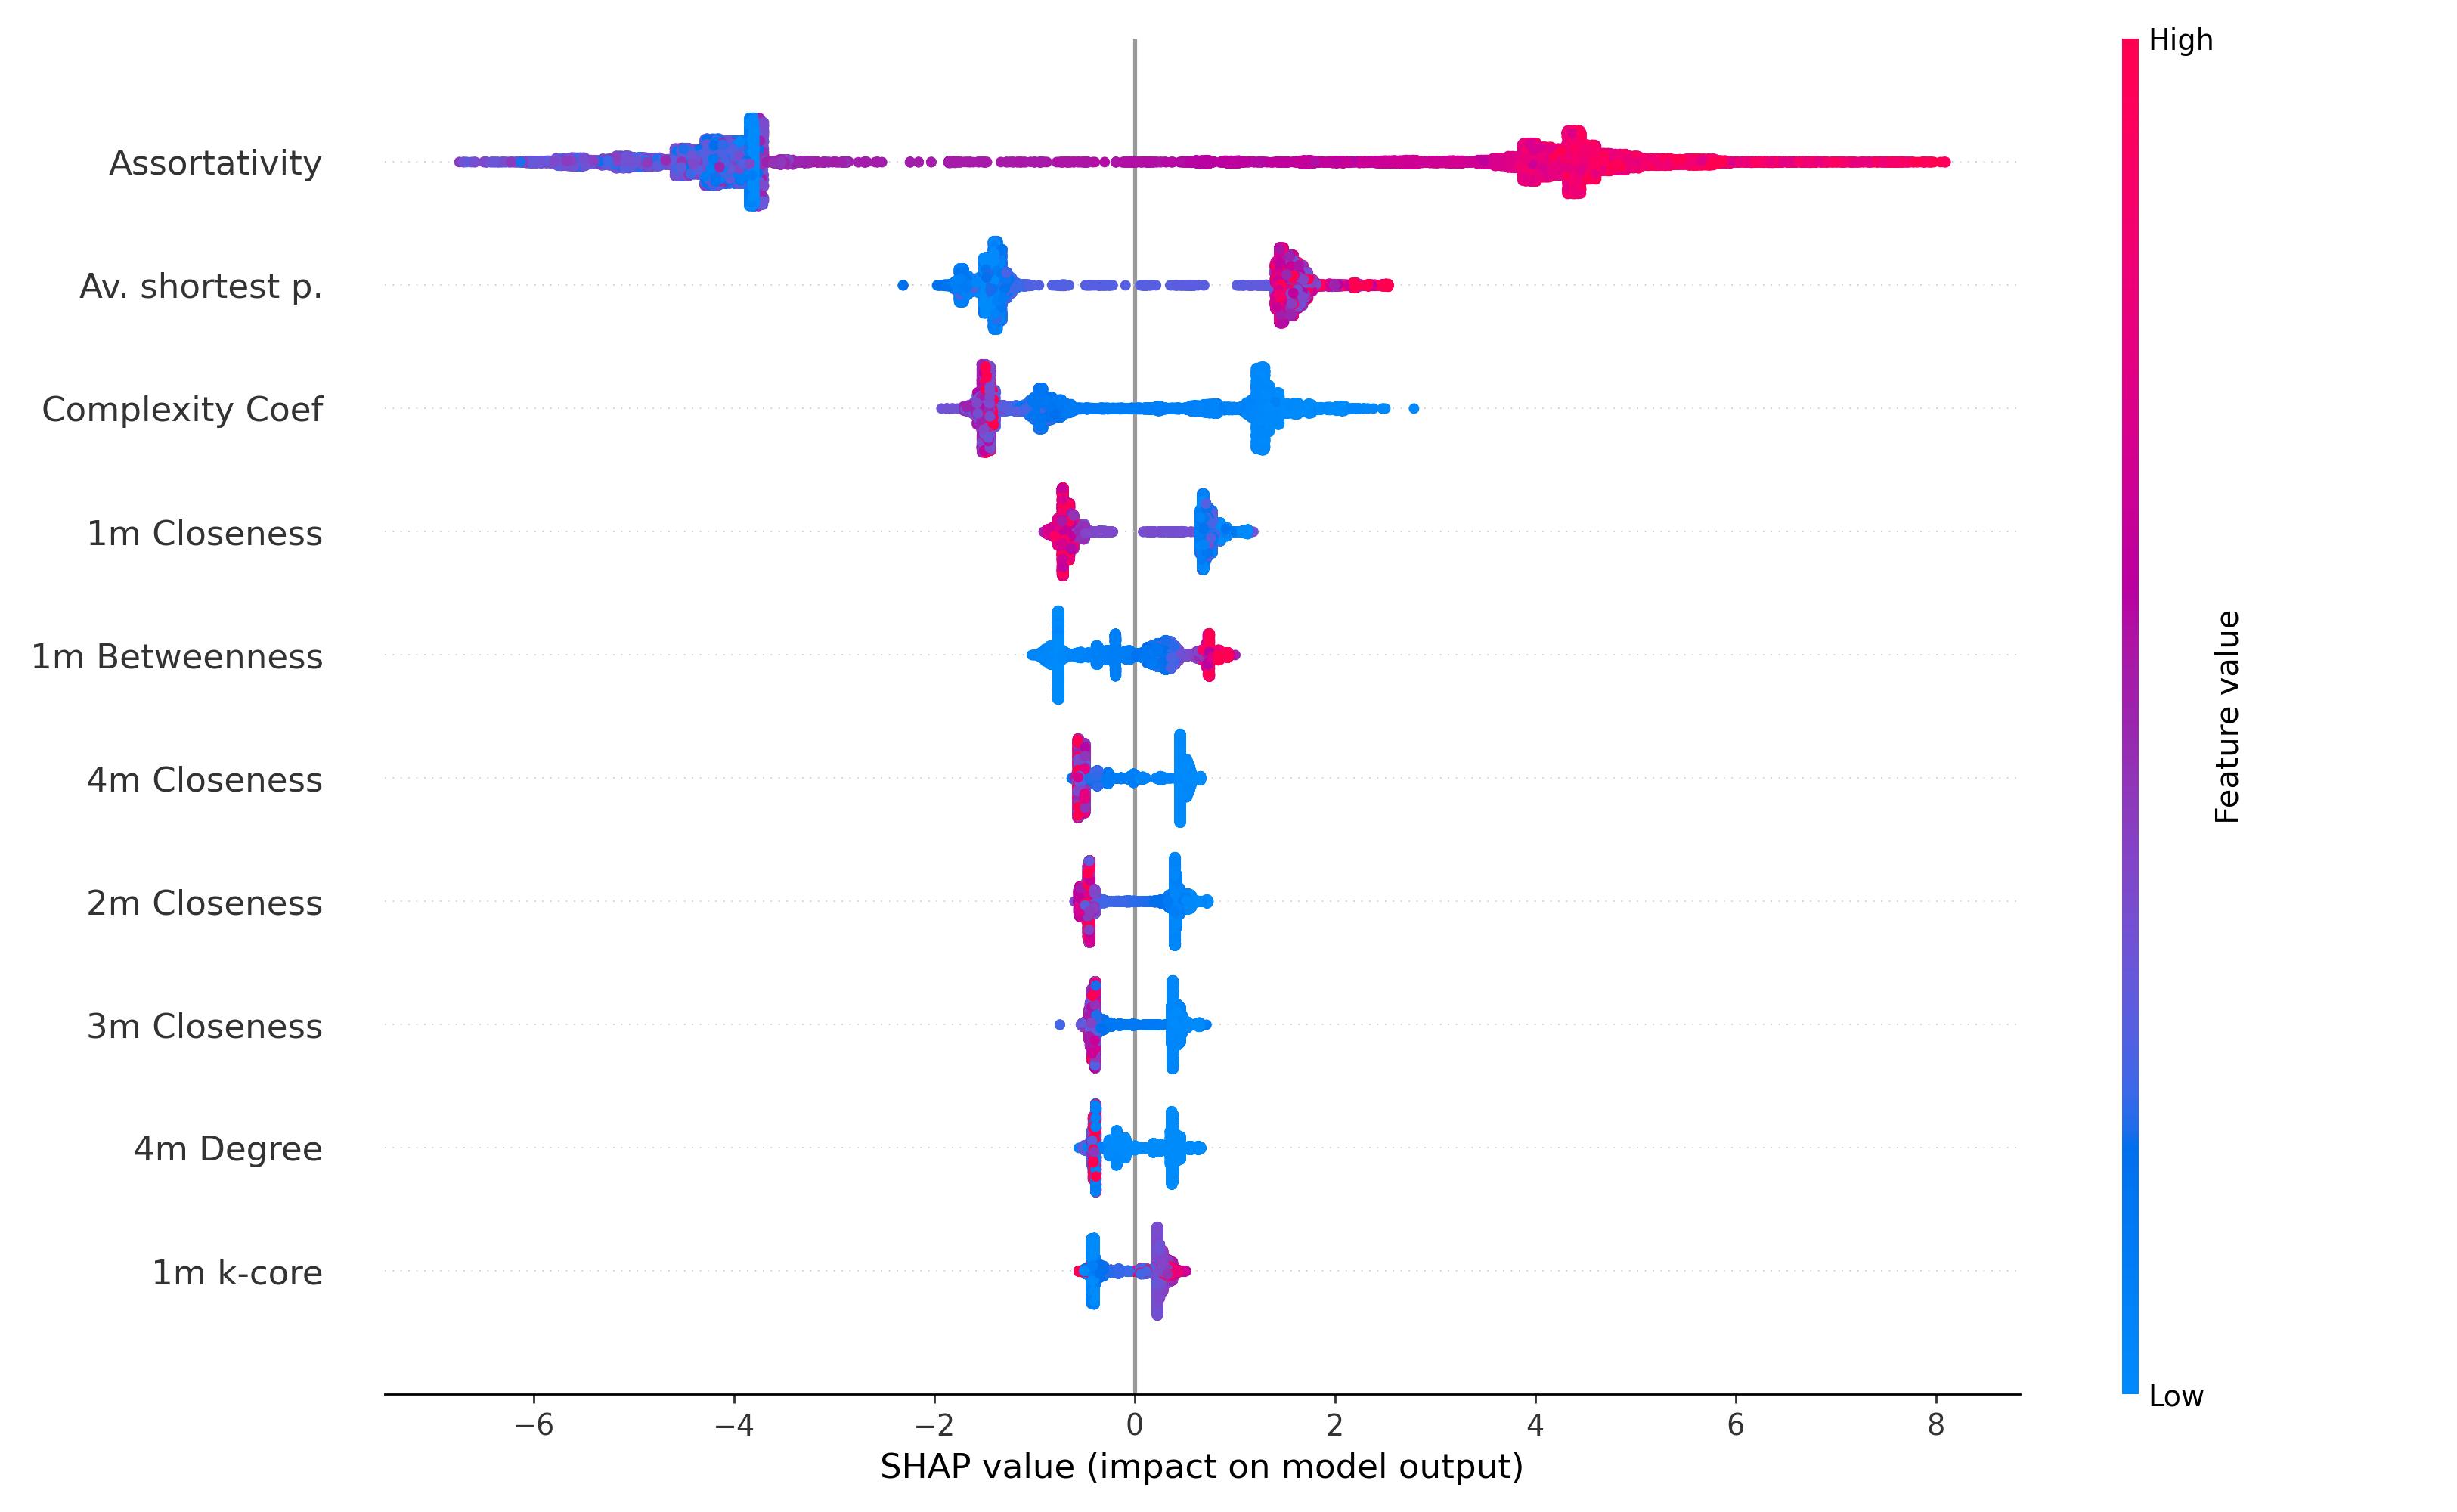 High
Assortativity
Av. shortest p.
Complexity Coef
1m Closeness
1m Betweenness
4m Closeness
2m Closeness
3m Closeness
4m Degree
1m k-core
Feature value
Low
−6 −4 −2 0 2 4 6 8
SHAP value (impact on model output)